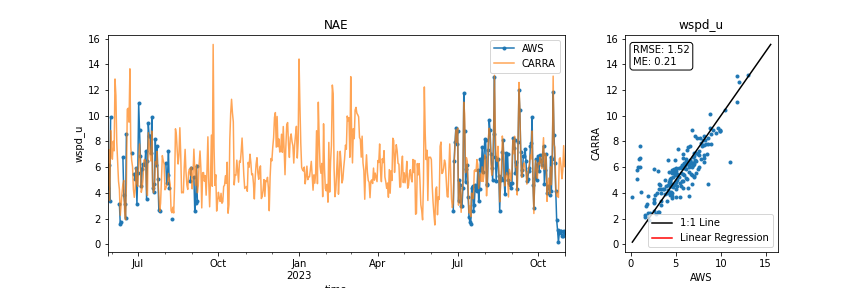 NAE
wspd_u
16
14
12
10
8
6
4
2
0
wspd_u
AWS
CARRA
Jul
Oct
Jan
2023
Apr
Jul
Oct
time
16
14
12
10
8
6
4
2
0
CARRA
RMSE: 1.52
ME: 0.21
1:1 Line
Linear Regression
0
5
10
15
AWS